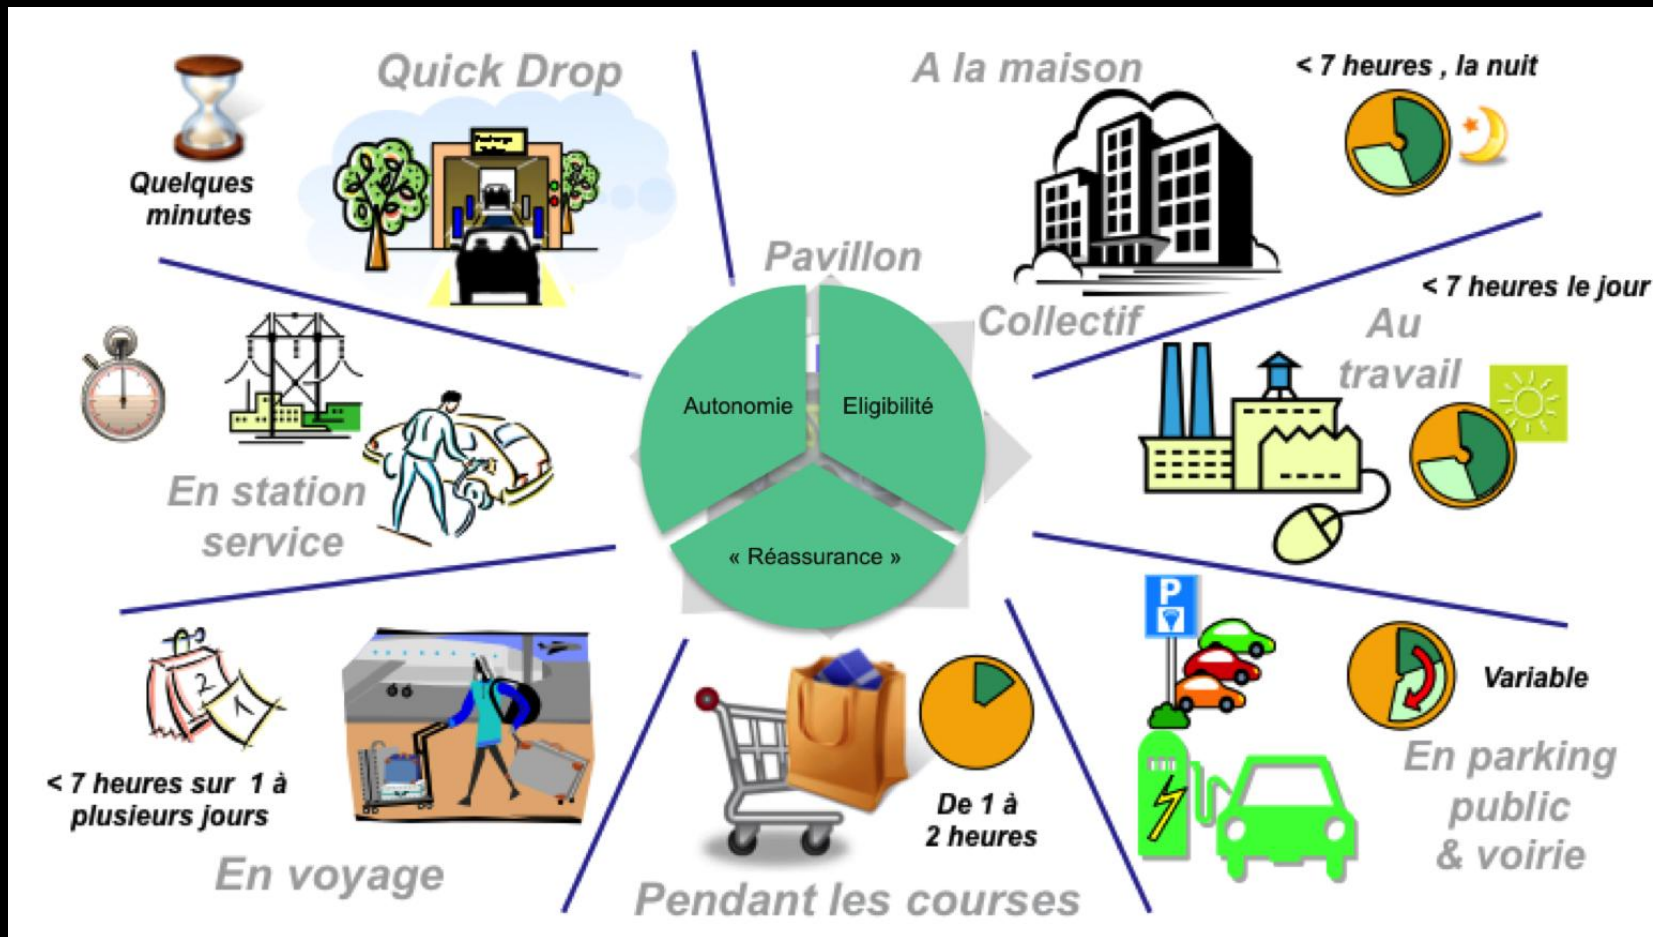 Quick Drop
Quelques
minutes
A la maison
< 7 heures , la nuit
Pavillon
Collectif
< 7 heures le jour
Au
travail
Autonomie
Eligibilité
« Réassurance »
En station
service
P
Variable
En parking
public
& voirie
2
1
< 7 heures sur 1 à
plusieurs jours
En voyage
De 1 à
2 heures
Pendant les courses